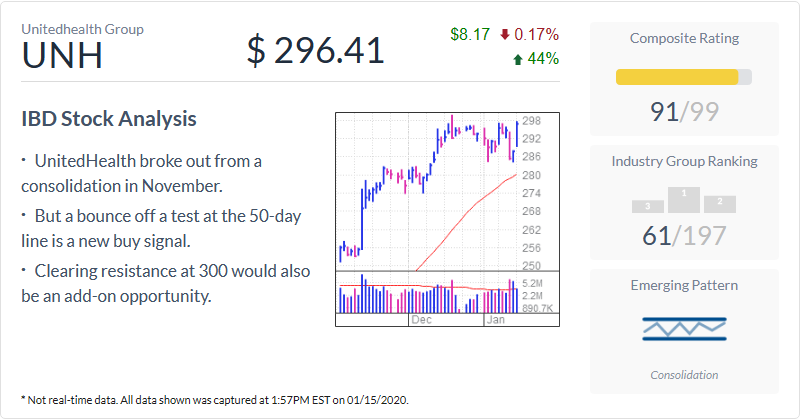 Unitedhealth Group
UNH
$ 296.41
$8.17 0.17%
44%
IBD Stock Analysis
· UnitedHealth broke out from a
consolidation in November.
· But a bounce off a test at the 50-day
line is a new buy signal.
· Clearing resistance at 300 would also
be an add-on opportunity.
298
292
286
280
274
268
262
256
250
5.2M
2.2M
890.7K
Dec Jan
Composite Rating
91/99
Industry Group Ranking
3 1 2
61/197
Emerging Pattern
Consolidation
* Not real-time data. All data shown was captured at 1:57PM EST on 01/15/2020.